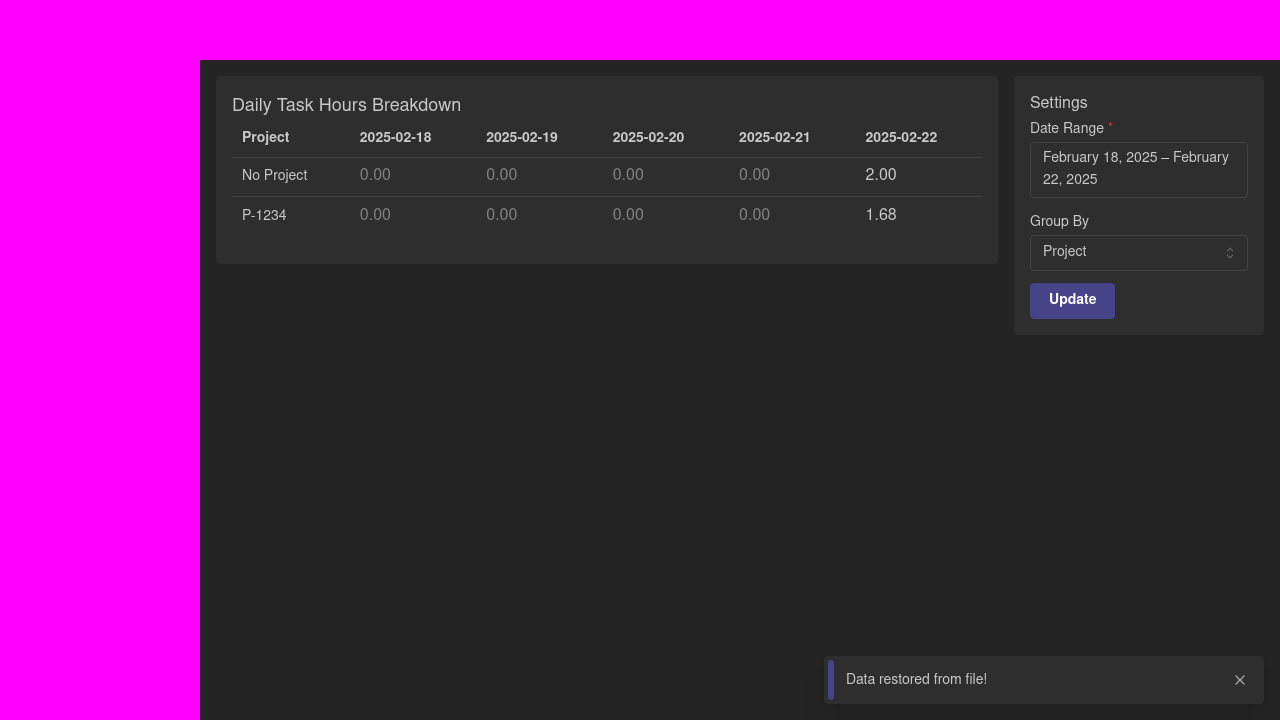 Daily Task Hours Breakdown
Project 2025-02-18 2025-02-19 2025-02-20 2025-02-21 2025-02-22
No Project 0.00 0.00 0.00 0.00 2.00
P-1234 0.00 0.00 0.00 0.00 1.68
Settings
Date Range *
February 18, 2025 – February
22, 2025
Group By
Project
Update
Data restored from file!